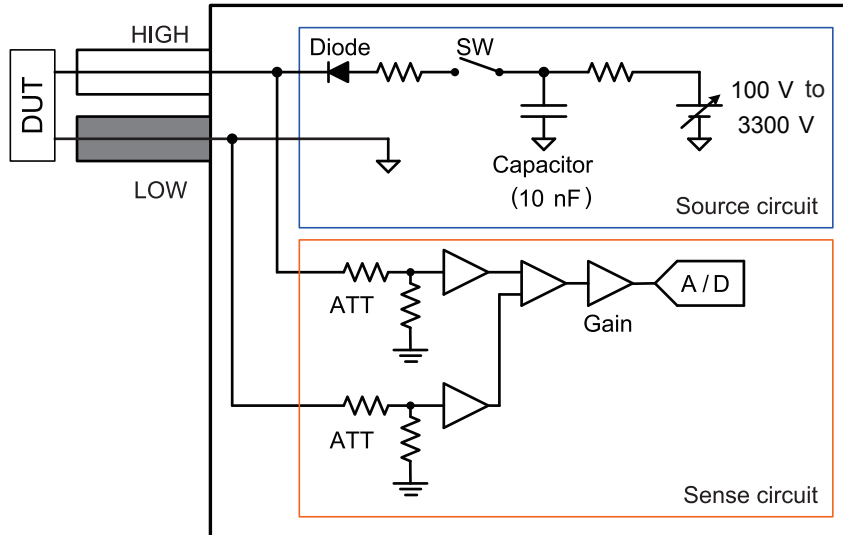 HIGH
DUT
LOW
Diode
SW
100 V to
3300 V
Capacitor
(10 nF)
Source circuit
ATT
Gain
A / D
ATT
Sense circuit